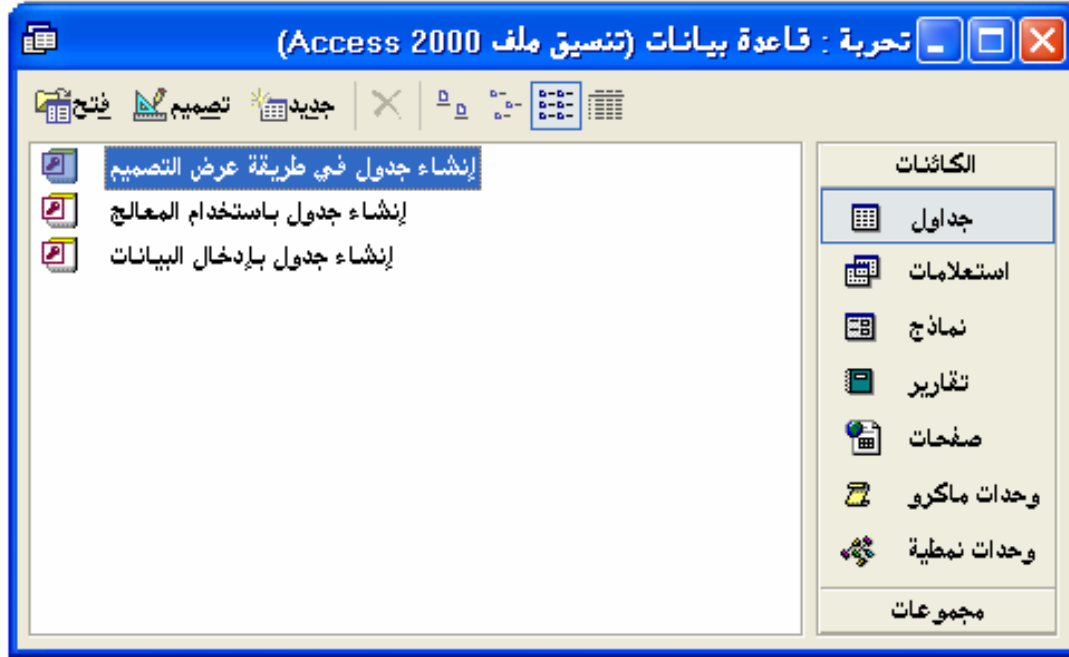 تحربة : قاعدة بيانات (تنسيق ملف Access 2000)
فتح تصميم جديد
الكائنات
جداول
استعلامات
نماذج
تقارير
صفحات
وحدات ماكرو
وحدات نمطية
مجموعات
إنشاء جدول في طريقة عرض التصميم
إنشاء جدول باستخدام المعالج
إنشاء جدول بإدخال البيانات